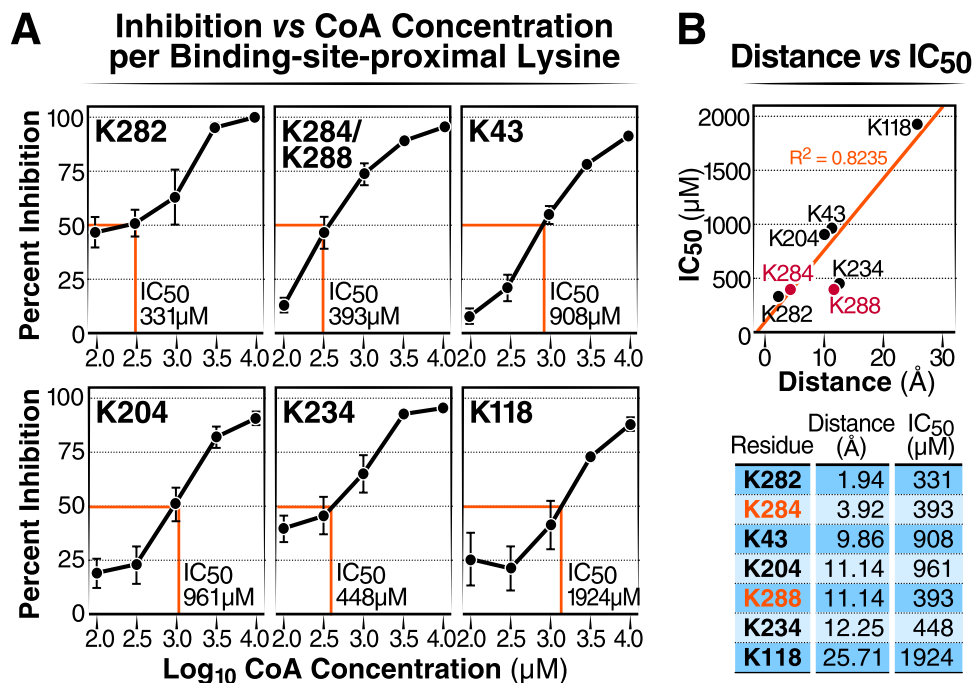 A
Inhibition vs CoA Concentration
per Binding-site-proximal Lysine
Percent Inhibition
100
75
50
25
0
K282
IC50
331μM
2.0 2.5 3.0 3.5 4.0
K284/
K288
IC50
393μM
2.0 2.5 3.0 3.5 4.0
K43
IC50
908μM
2.0 2.5 3.0 3.5 4.0
Percent Inhibition
100
75
50
25
0
K204
IC50
961μM
2.0 2.5 3.0 3.5 4.0
K234
IC50
448μM
2.0 2.5 3.0 3.5 4.0
K118
IC50
1924μM
2.0 2.5 3.0 3.5 4.0
Log10 CoA Concentration (μM)
B
Distance vs IC50
IC50 (μM)
2000
1500
1000
500
0
K118
R2 = 0.8235
K43
K204
K284
K234
K282
K288
0 10 20 30
Distance (Å)
Residue Distance (Å) IC50 (μM)
K282 1.94 331
K284 3.92 393
K43 9.86 908
K204 11.14 961
K288 11.14 393
K234 12.25 448
K118 25.71 1924